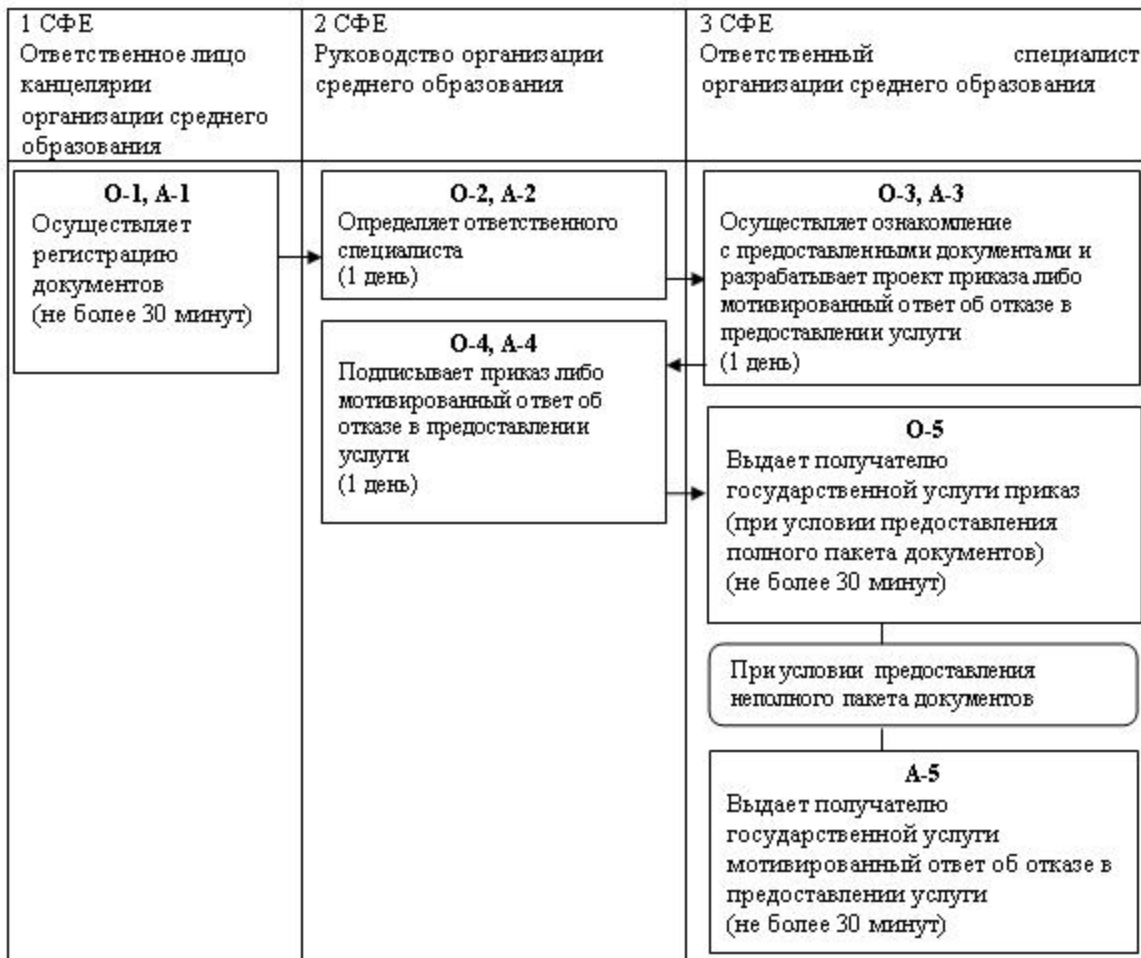 1 СФЕ
Ответственное лицо
канцелярии
организации среднего
образования
2 СФЕ
Руководство организации
среднего образования
3 СФЕ
Ответственный специалист
организации среднего образования
О-1, А-1
Осуществляет
регистрацию
документов
(не более 30 минут)
О-2, А-2
Определяет ответственного
специалиста
(1 день)
О-3, А-3
Осуществляет ознакомление
с предоставленными документами и
разрабатывает проект приказа либо
мотивированный ответ об отказе в
предоставлении услуги
(1 день)
О-4, А-4
Подписывает приказ либо
мотивированный ответ об
отказе в предоставлении
услуги
(1 день)
О-5
Выдает получателю
государственной услуги приказ
(при условии предоставления
полного пакета документов)
(не более 30 минут)
При условии предоставления
неполного пакета документов
А-5
Выдает получателю
государственной услуги
мотивированный ответ об отказе в
предоставлении услуги
(не более 30 минут)